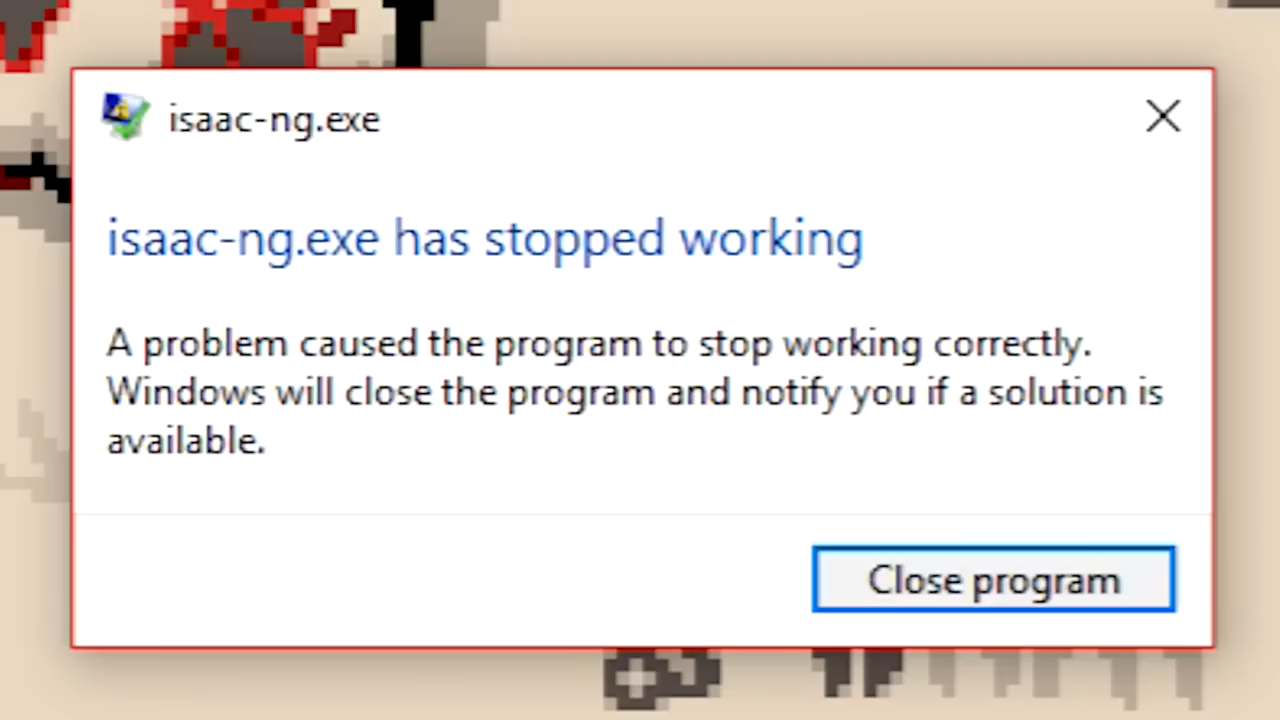 isaac-ng.exe
isaac-ng.exe has stopped working
A problem caused the program to stop working correctly.
Windows will close the program and notify you if a solution is
available.
Close program